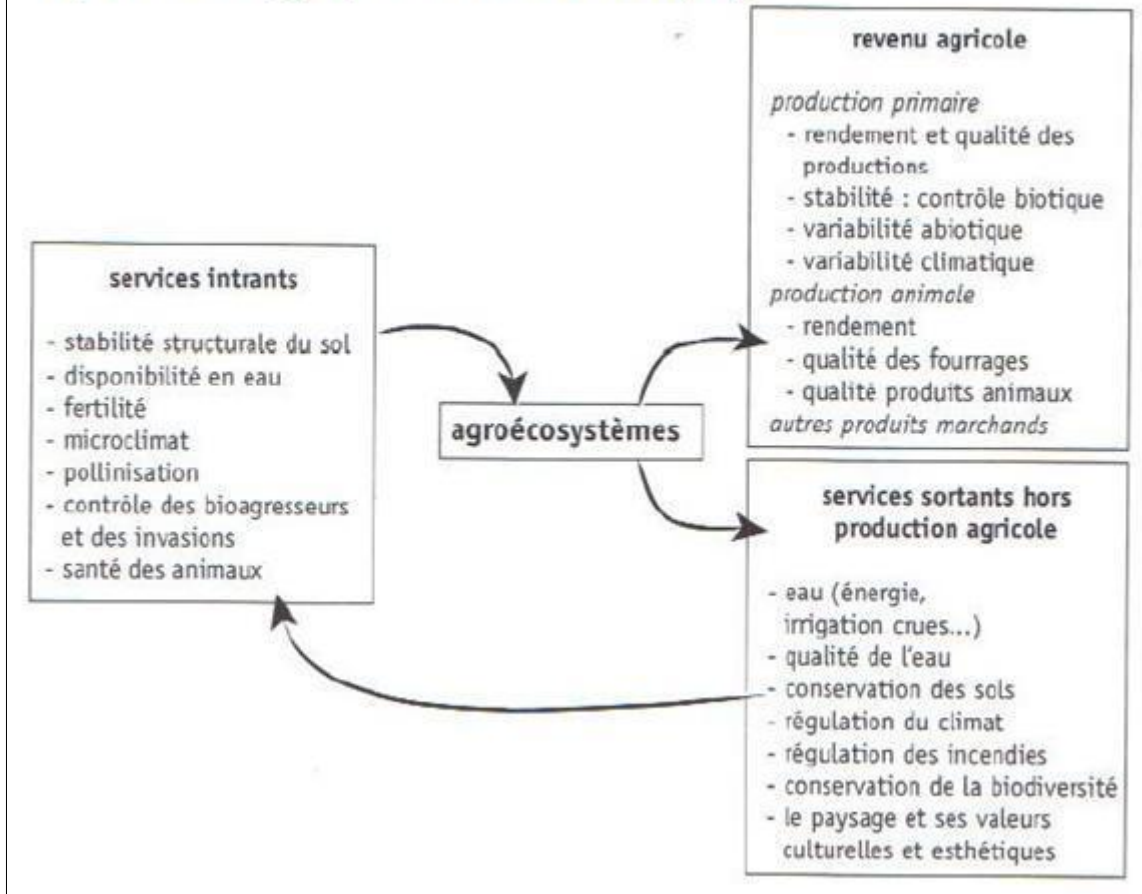 services intrants
- stabilité structurale du sol
- disponibilité en eau
- fertilité
- microclimat
- pollinisation
- contrôle des bioagresseurs
et des invasions
- santé des animaux
agroécosystèmes
revenu agricole
production primaire
- rendement et qualité des
productions
- stabilité : contrôle biotique
- variabilité abiotique
- variabilité climatique
production animale
- rendement
- qualité des fourrages
- qualité produits animaux
autres produits marchands
services sortants hors
production agricole
- eau (énergie,
irrigation crues...)
- qualité de l'eau
- conservation des sols
- régulation du climat
- régulation des incendies
- conservation de la biodiversité
- le paysage et ses valeurs
culturelles et esthétiques